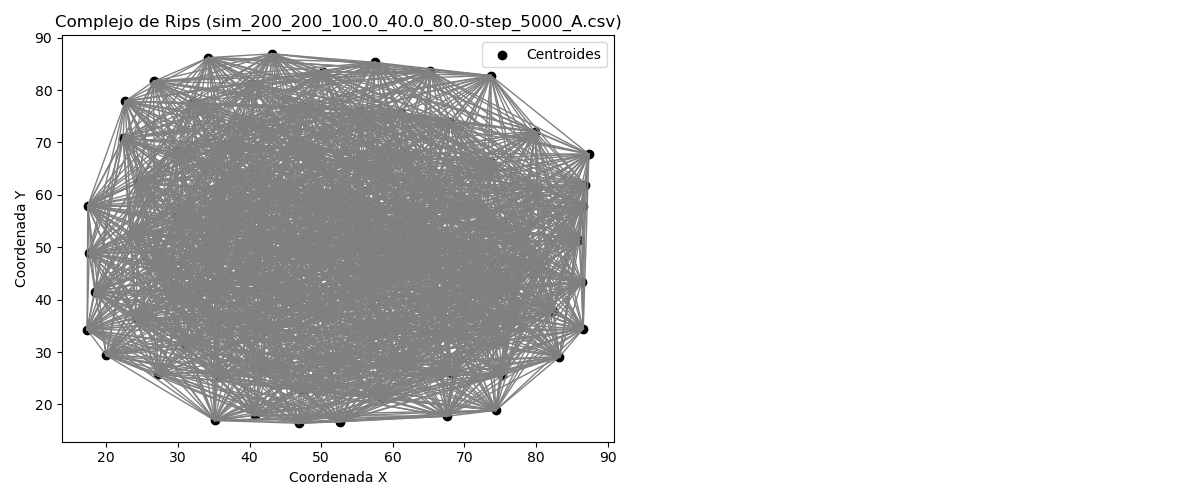 Complejo de Rips (sim_200_200_100.0_40.0_80.0-step_5000_A.csv)
Centroides
90
80
70
60
50
40
30
20
Coordenada Y
20 30 40 50 60 70 80 90
Coordenada X